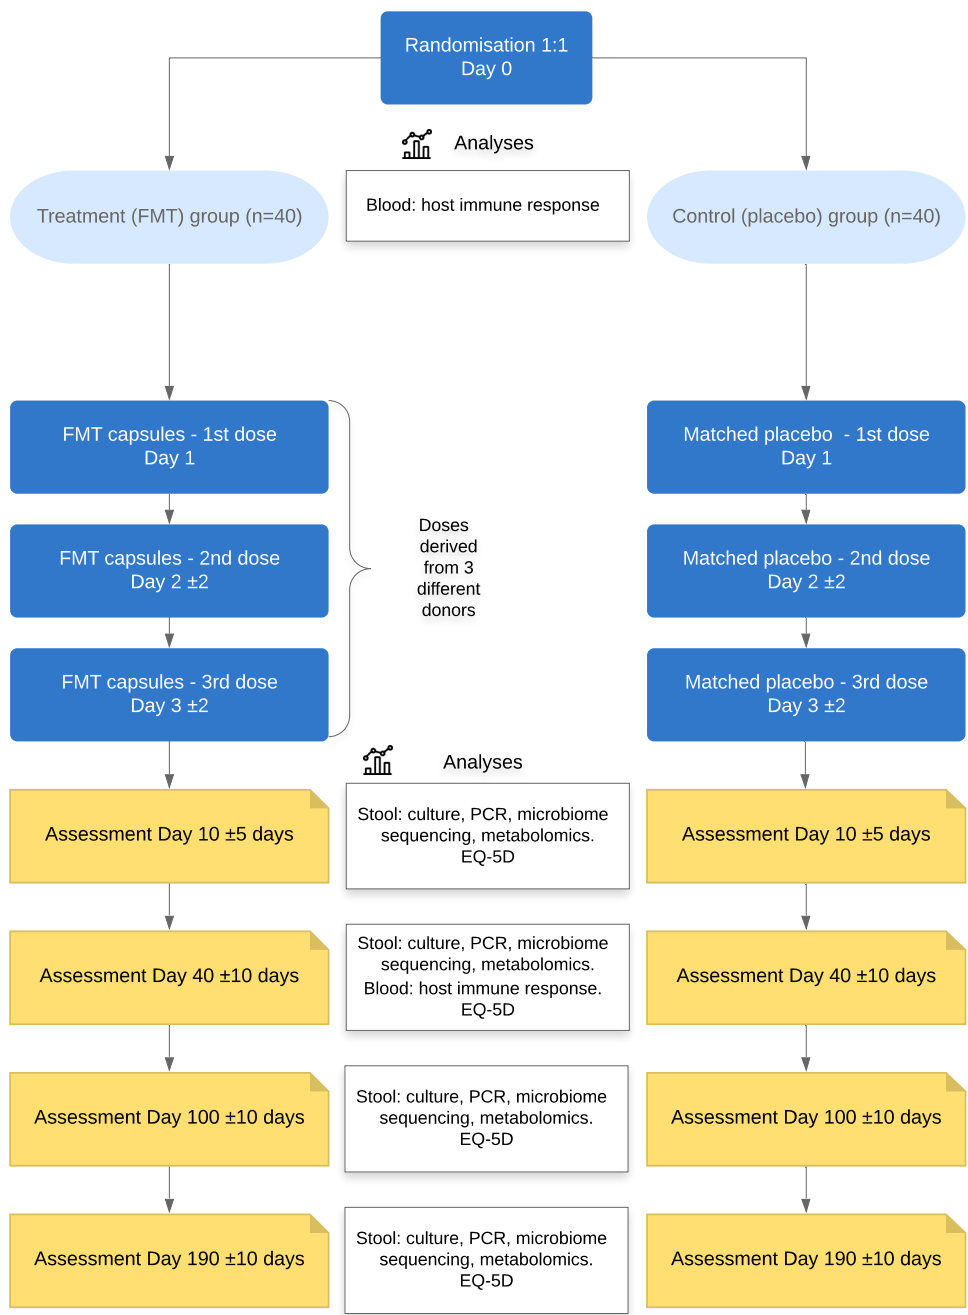 Randomisation 1:1
Day 0
Analyses
Treatment (FMT) group (n=40)
Blood: host immune response
Control (placebo) group (n=40)
FMT capsules - 1st dose
Day 1
Matched placebo  - 1st dose
Day 1
FMT capsules - 2nd dose
Day 2 ±2
Doses
derived
from 3
different
donors
Matched placebo - 2nd dose
Day 2 ±2
FMT capsules - 3rd dose
Day 3 ±2
Matched placebo - 3rd dose
Day 3 ±2
Analyses
Assessment Day 10 ±5 days
Stool: culture, PCR, microbiome
sequencing, metabolomics.
EQ-5D
Assessment Day 10 ±5 days
Assessment Day 40 ±10 days
Stool: culture, PCR, microbiome
sequencing, metabolomics.
Blood: host immune response.
EQ-5D
Assessment Day 40 ±10 days
Assessment Day 100 ±10 days
Stool: culture, PCR, microbiome
sequencing, metabolomics.
EQ-5D
Assessment Day 100 ±10 days
Assessment Day 190 ±10 days
Stool: culture, PCR, microbiome
sequencing, metabolomics.
EQ-5D
Assessment Day 190 ±10 days